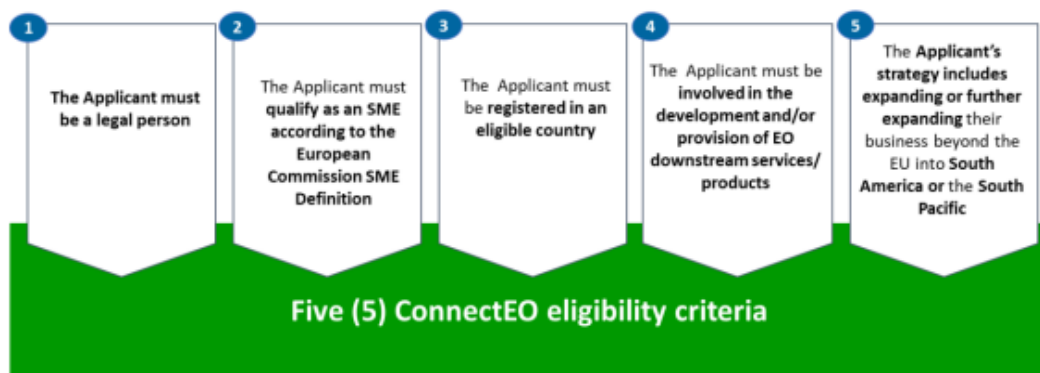 1
The Applicant must
be a legal person
2
The Applicant must
qualify as an SME
according to the
European
Commission SME
Definition
3
The Applicant must
be registered in an
eligible country
4
The Applicant must be
involved in the
development and/or
provision of EO
downstream services/
products
5
The Applicant's
strategy includes
expanding or further
expanding their
business beyond the
EU into South
America or the South
Pacific
Five (5) ConnectEO eligibility criteria